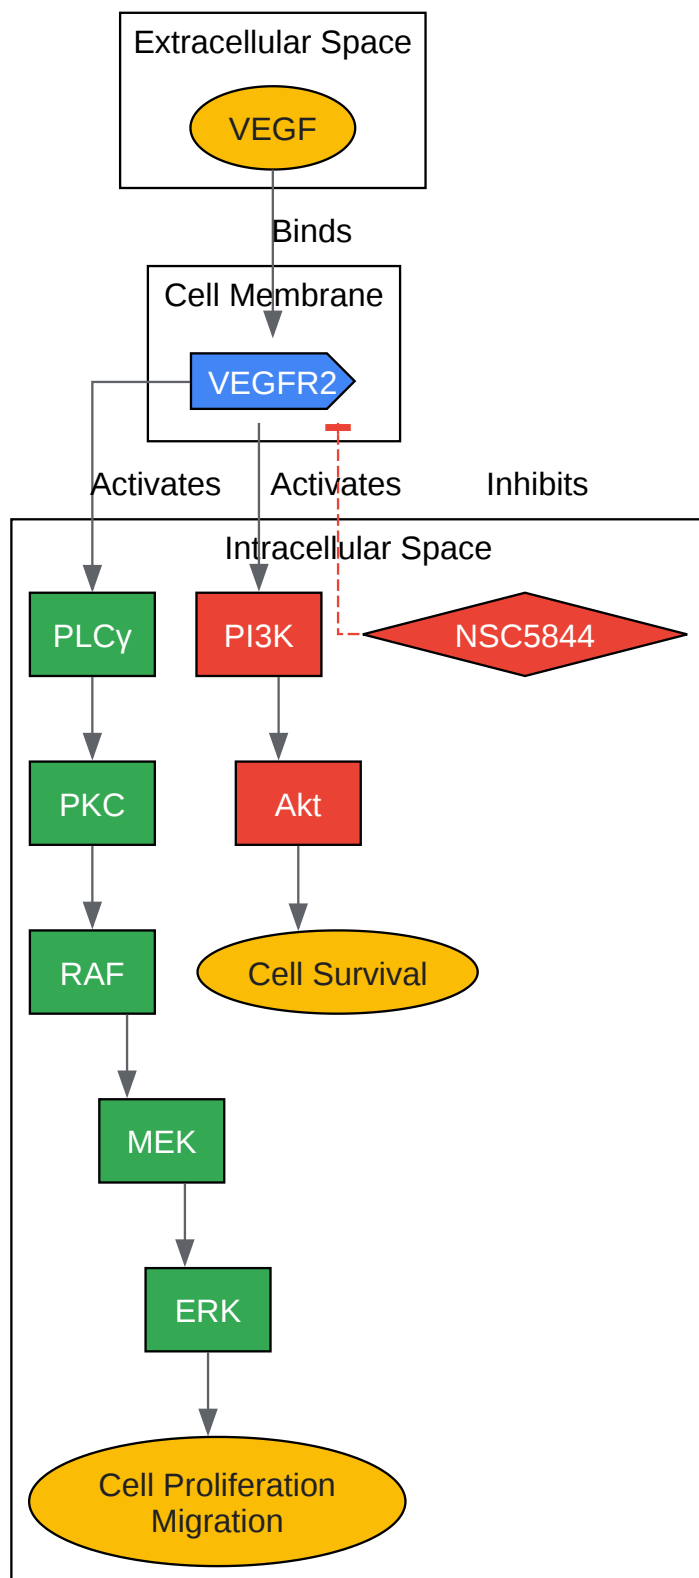 Extracellular Space
VEGF
Binds
Cell Membrane
VEGFR2
Activates
Activates
Inhibits
Intracellular Space
PLCγ
PI3K
NSC5844
PKC
Akt
RAF
Cell Survival
MEK
ERK
Cell Proliferation
Migration